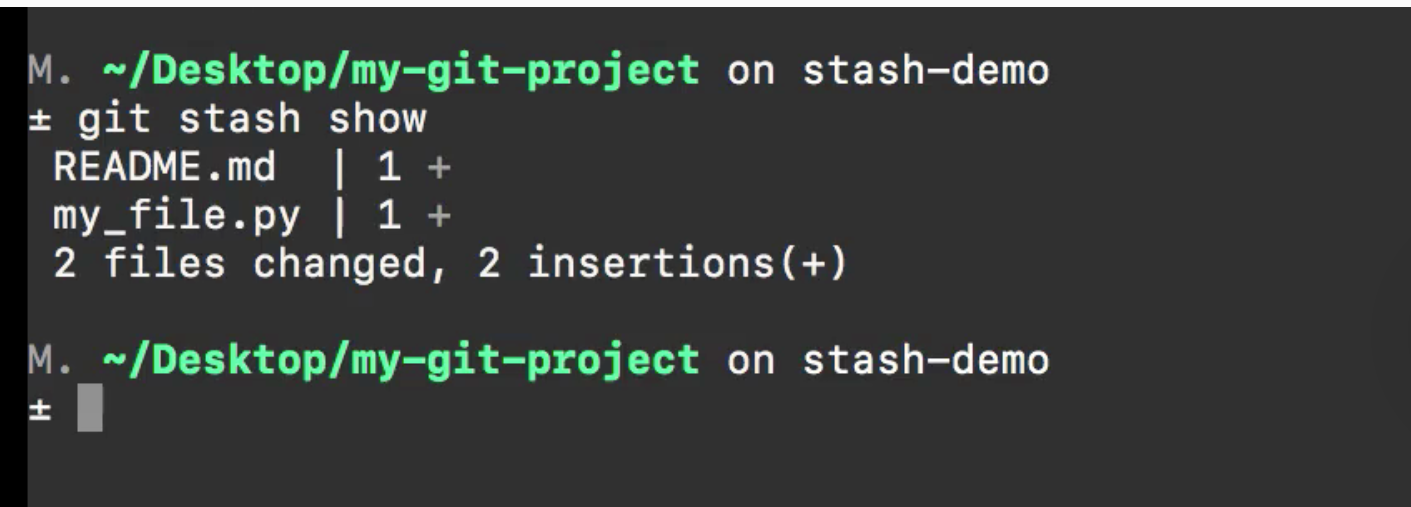 M. ~/Desktop/my-git-project on stash-demo
± git stash show
README.md  | 1 +
my_file.py | 1 +
2 files changed, 2 insertions(+)
M. ~/Desktop/my-git-project on stash-demo
±